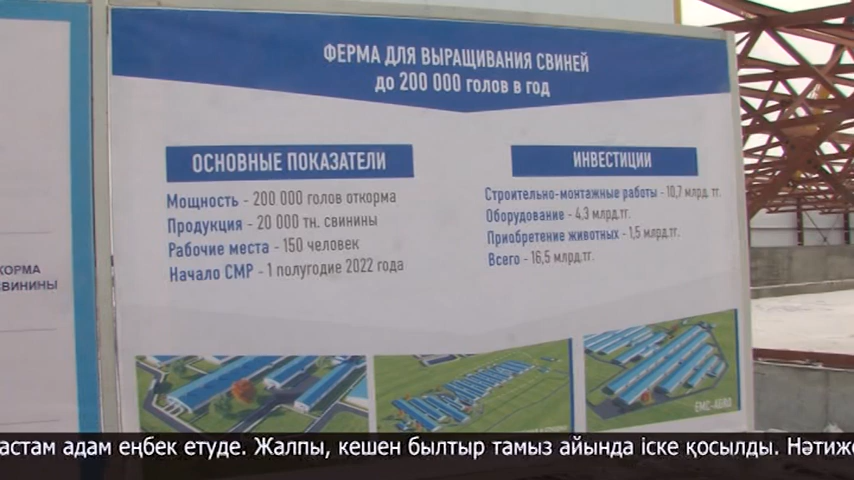 ФЕРМА ДЛЯ ВЫРАЩИВАНИЯ СВИНЕЙ
до 200 000 голов в год
ОСНОВНЫЕ ПОКАЗАТЕЛИ
Мощность - 200 000 голов откорма
Продукция - 20 000 тн. свинины
Рабочие места - 150 человек
Начало СМР - 1 полугодие 2022 года
ИНВЕСТИЦИИ
Строительно-монтажные работы - 10,7 млрд.тг.
Оборудование - 4,3 млрд.тг.
Приобретение животных - 1,5 млрд.тг.
Всего - 16,5 млрд.тг.
ОТКОРМА
СВИНИНЫ
астам адам еңбек етуде. Жалпы, кешен былтыр тамыз айында іске қосылды. Нәтиже